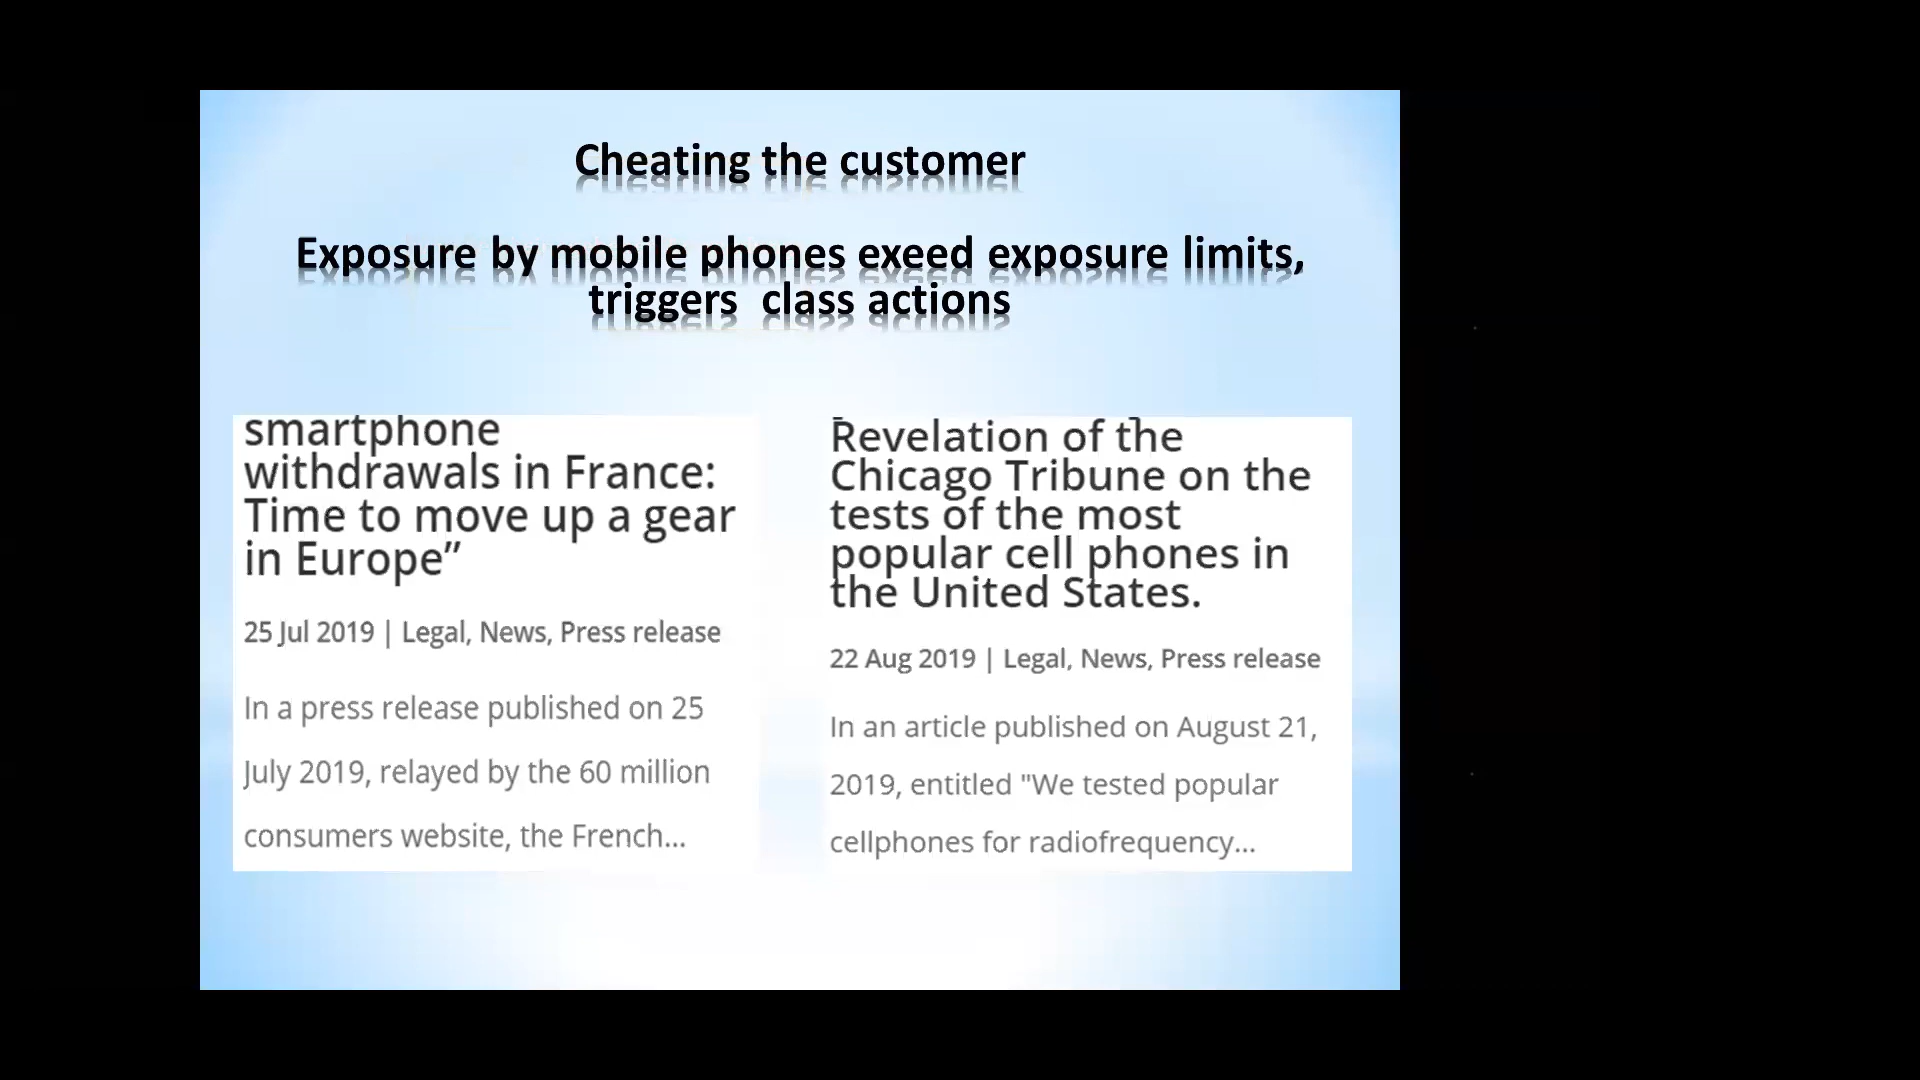 Cheating the customer
Exposure by mobile phones exeed exposure limits,
triggers class actions
smartphone
withdrawals in France:
Time to move up a gear
in Europe”
25 Jul 2019 | Legal, News, Press release
In a press release published on 25
July 2019, relayed by the 60 million
consumers website, the French...
Revelation of the
Chicago Tribune on the
tests of the most
popular cell phones in
the United States.
22 Aug 2019 | Legal, News, Press release
In an article published on August 21,
2019, entitled "We tested popular
cellphones for radiofrequency...